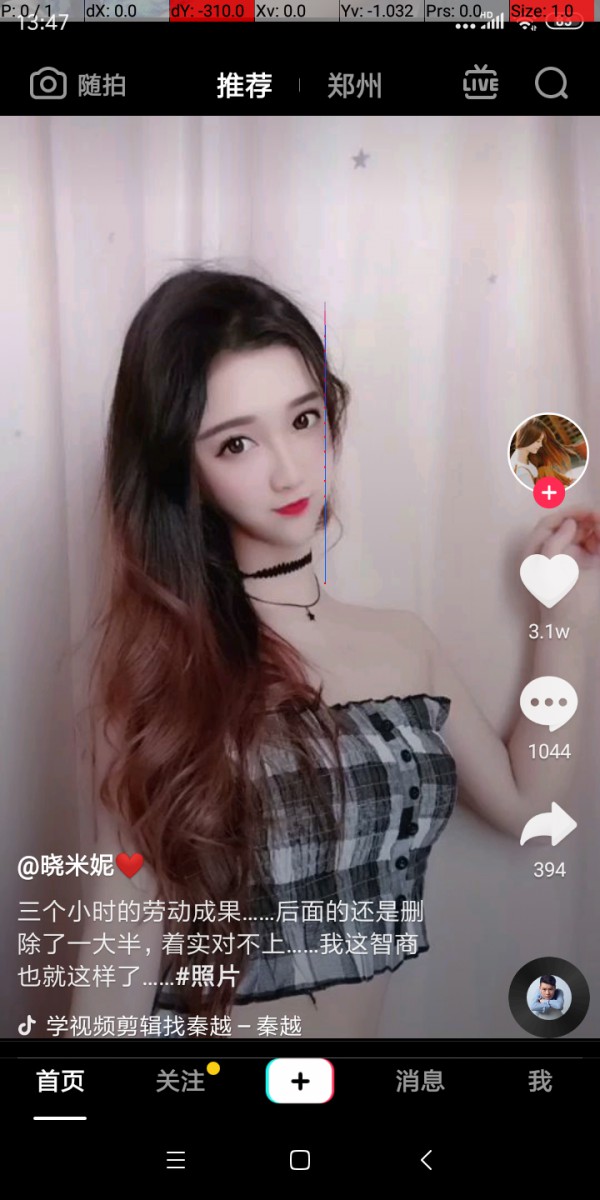 P: 0 / 1 dX: 0.0 dY: -310.0 Xv: 0.0 Yv: -1.032 Prs: 0.0 Size: 1.0
13:47 HD
随拍 推荐 郑州 LIVE
3.1w
1044
394
@晓米妮❤️
三个小时的劳动成果……后面的还是删
除了一大半，着实对不上……我这智商
也就这样了……#照片
学视频剪辑找秦越 – 秦越
首页 关注 + 消息 我